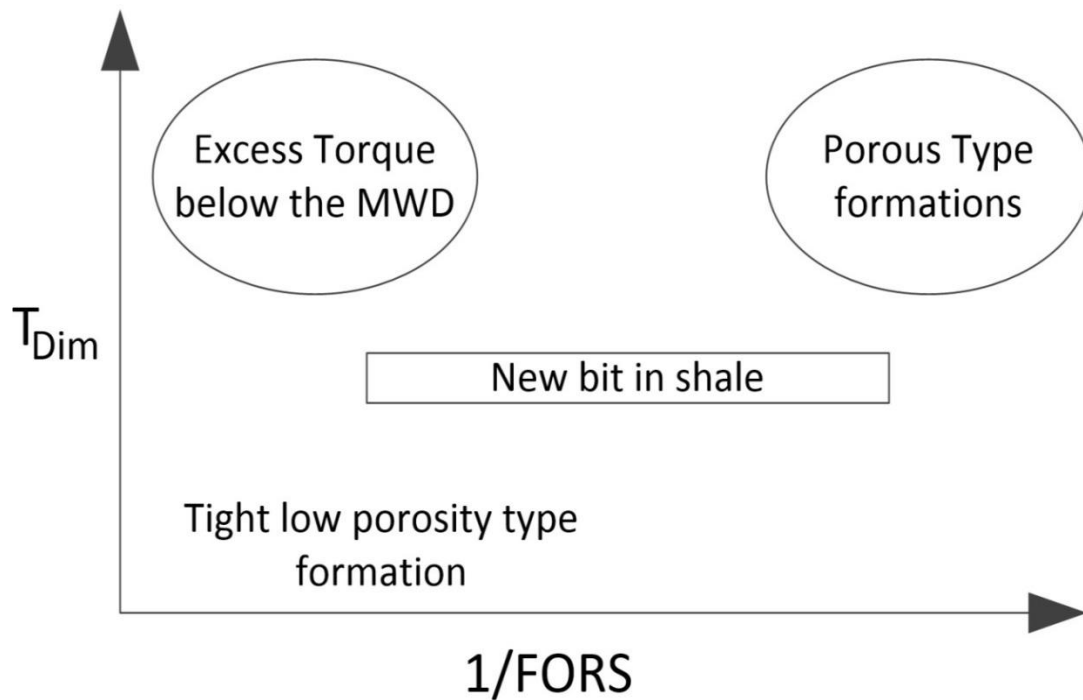 Excess Torque
below the MWD
Porous Type
formations
T_Dim
New bit in shale
Tight low porosity type
formation
1/FORS